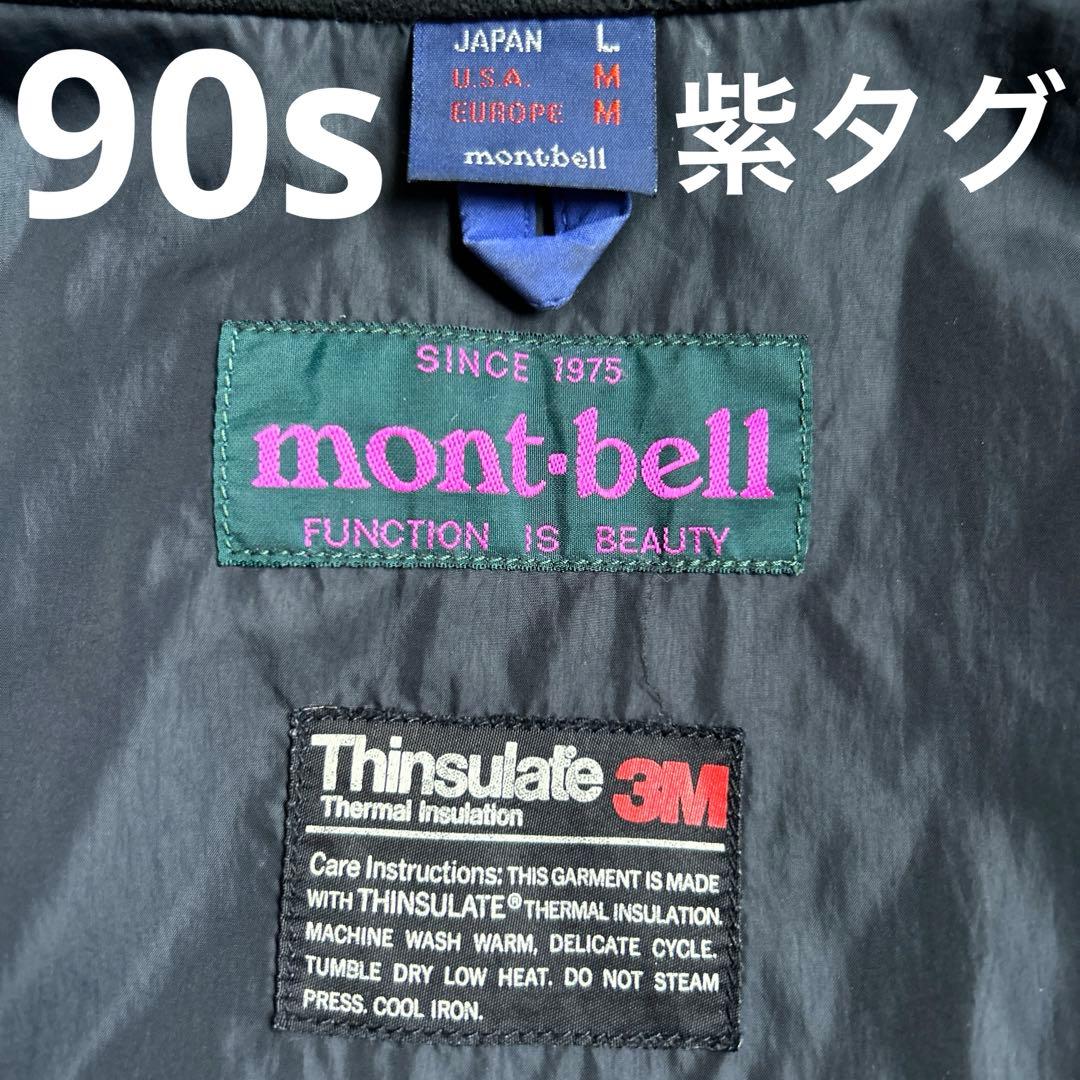 90s
紫タグ
JAPAN L
U.S.A. M
EUROPE M
mont·bell
SINCE 1975
mont·bell
FUNCTION IS BEAUTY
Thinsulate 3M
Thermal Insulation
Care Instructions: THIS GARMENT IS MADE
WITH THINSULATE® THERMAL INSULATION.
MACHINE WASH WARM, DELICATE CYCLE.
TUMBLE DRY LOW HEAT. DO NOT STEAM
PRESS. COOL IRON.